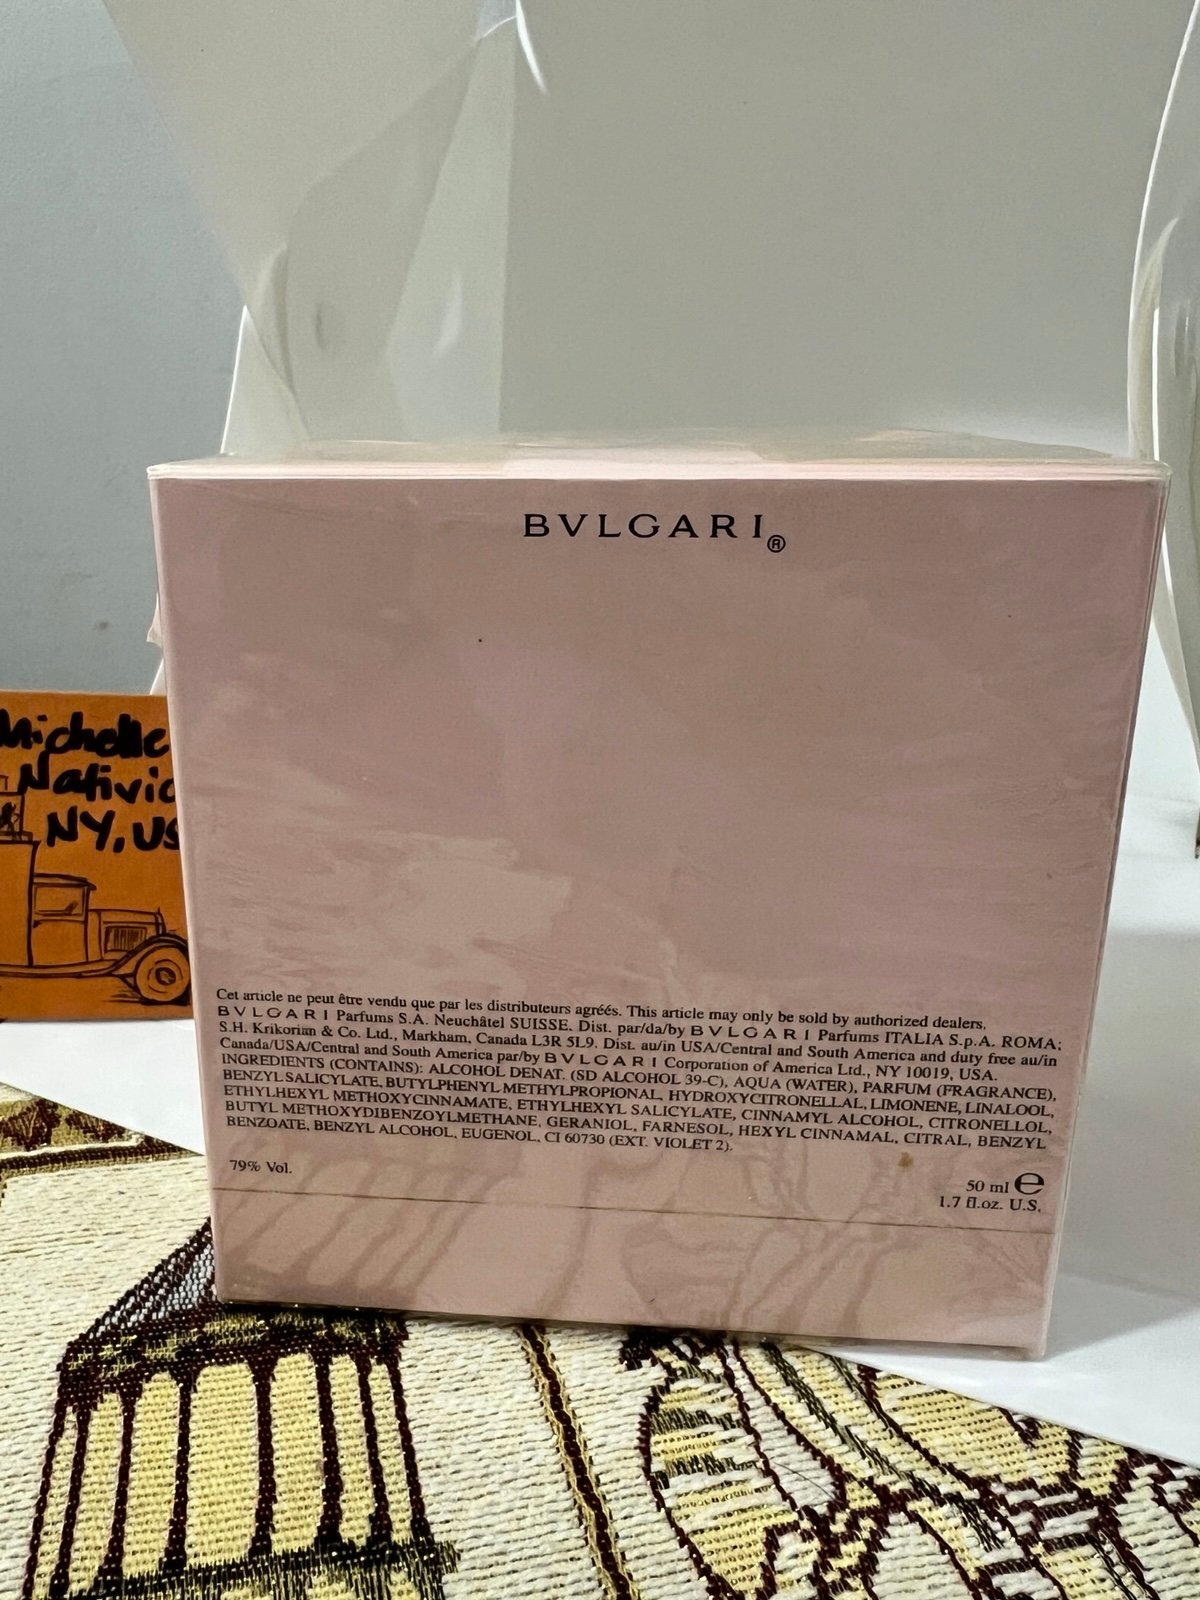 BVLGARI®
Michelle
NY, US
Cet article ne peut être vendu que par les distributeurs agréés. This article may only be sold by authorized dealers.
BVLGARI Parfums S.A. Neuchâtel SUISSE. Dist. par/da/by BVLGARI Parfums ITALIA S.p.A. ROMA;
S.H. Krikorian & Co. Ltd., Markham, Canada L3R 5L9. Dist. au/in USA/Central and South America and duty free au/in
Canada/USA/Central and South America par/by BVLGARI Corporation of America Ltd., NY 10019, USA.
INGREDIENTS (CONTAINS): ALCOHOL DENAT. (SD ALCOHOL 39-C), AQUA (WATER), PARFUM (FRAGRANCE),
BENZYL SALICYLATE, BUTYLPHENYL METHYLPROPIONAL, HYDROXYCITRONELLAL, LIMONENE, LINALOOL,
ETHYLHEXYL METHOXYCINNAMATE, ETHYLHEXYL SALICYLATE, CINNAMYL ALCOHOL, CITRONELLOL,
BUTYL METHOXYDIBENZOYLMETHANE, GERANIOL, FARNESOL, HEXYL CINNAMAL, CITRAL, BENZYL
BENZOATE, BENZYL ALCOHOL, EUGENOL, CI 60730 (EXT. VIOLET 2).
79% Vol.
50 ml e
1.7 fl.oz. U.S.